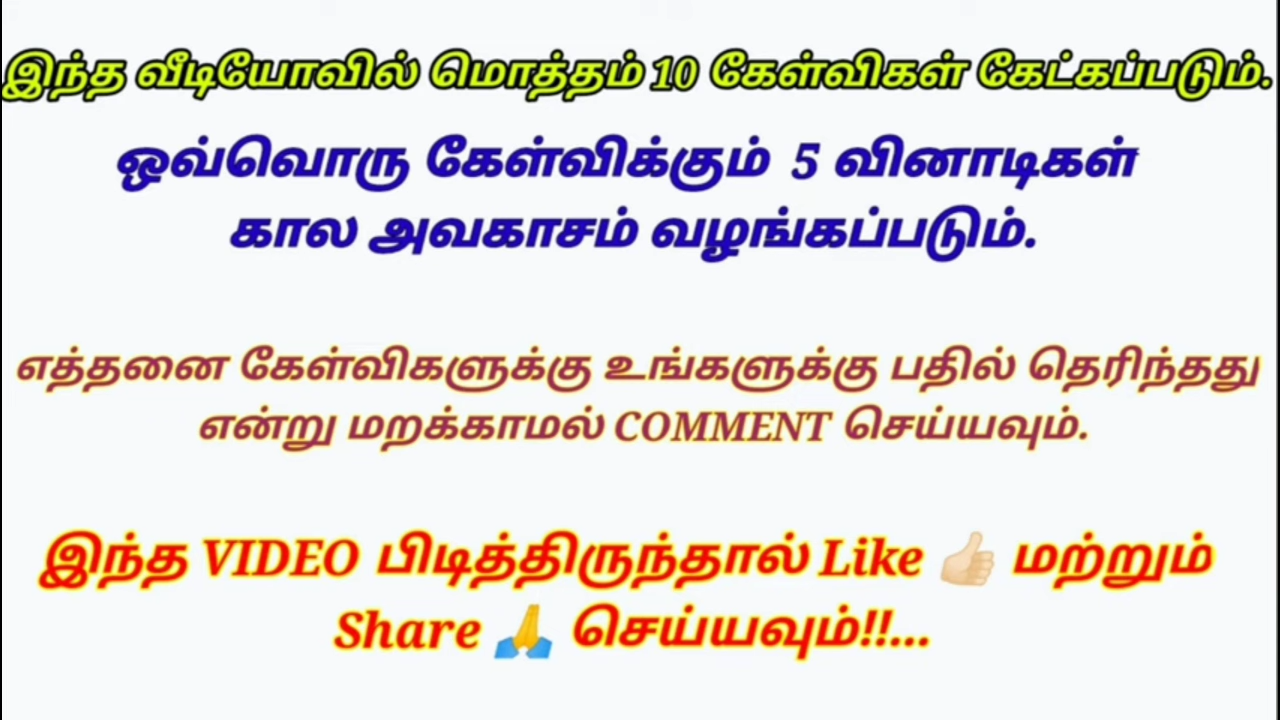 இந்த வீடியோவில் மொத்தம் 10 கேள்விகள் கேட்கப்படும்.
ஒவ்வொரு கேள்விக்கும் 5 வினாடிகள்
கால அவகாசம் வழங்கப்படும்.
எத்தனை கேள்விகளுக்கு உங்களுக்கு பதில் தெரிந்தது
என்று மறக்காமல் COMMENT செய்யவும்.
இந்த VIDEO பிடித்திருந்தால் Like 👍🏻 மற்றும்
Share 🙏 செய்யவும்!!...